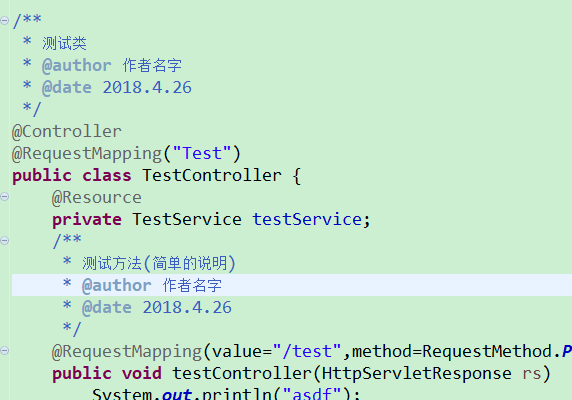 /**
 * 测试类
 * @author 作者名字
 * @date 2018.4.26
 */
@Controller
@RequestMapping("Test")
public class TestController {
    @Resource
    private TestService testService;
    /**
     * 测试方法(简单的说明)
     * @author 作者名字
     * @date 2018.4.26
     */
    @RequestMapping(value="/test",method=RequestMethod.P
    public void testController(HttpServletResponse rs)
        System.out.println("asdf");